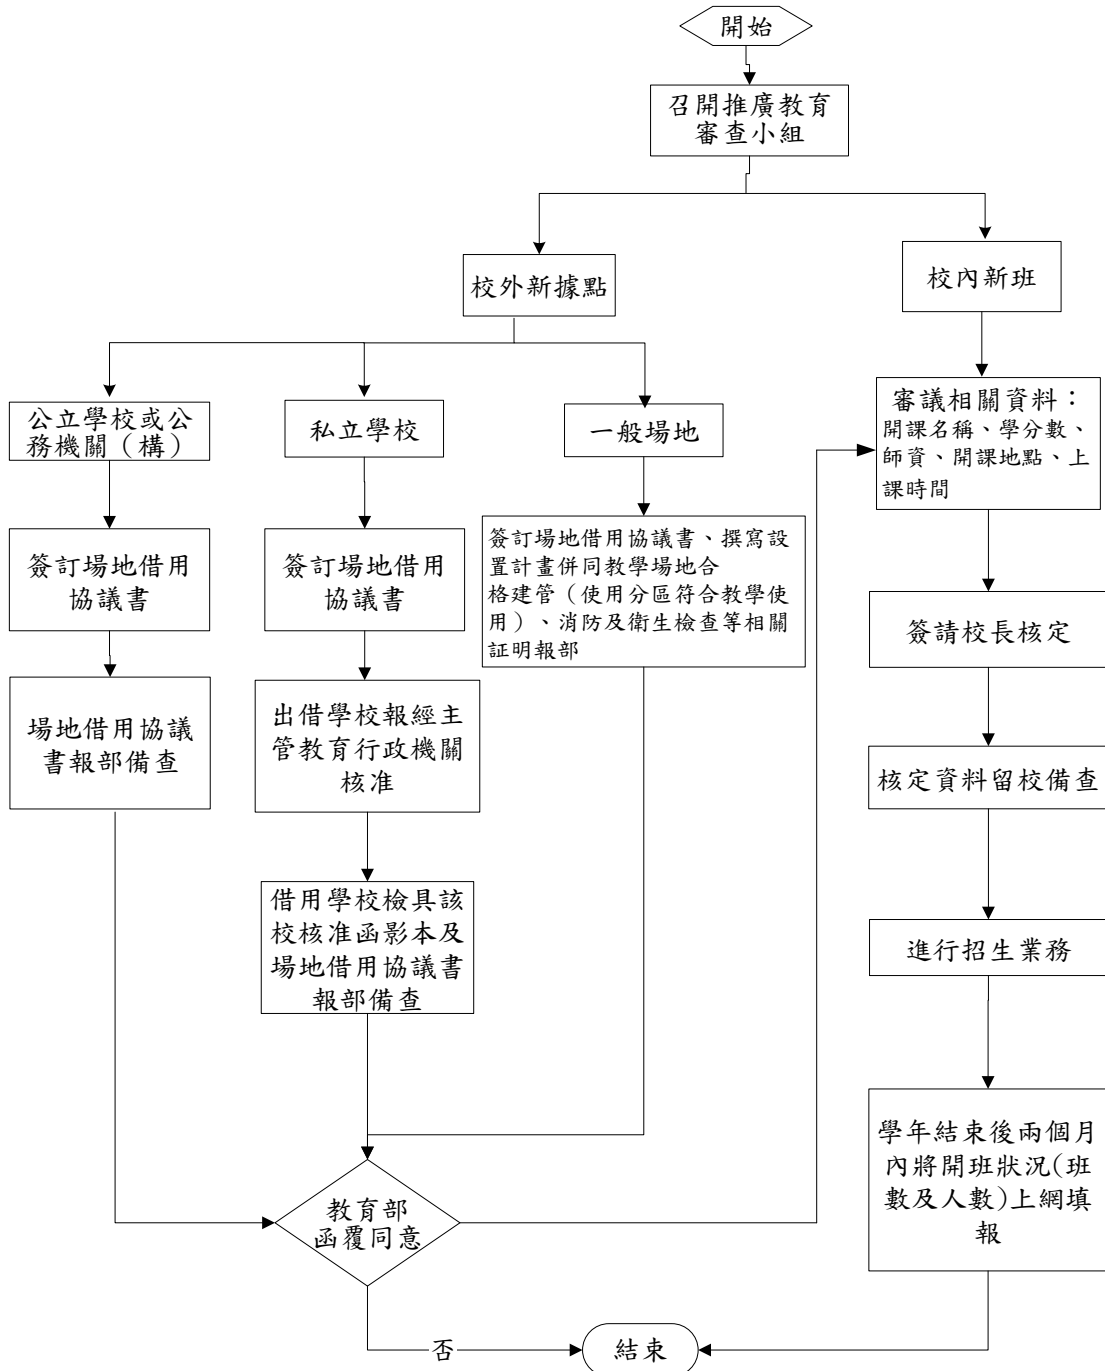 開始
召開推廣教育
審查小組
校外新據點
校內新班
公立學校或公
務機關（構）
私立學校
一般場地
審議相關資料：
開課名稱、學分數、
師資、開課地點、上
課時間
簽訂場地借用
協議書
簽訂場地借用
協議書
簽訂場地借用協議書、撰寫設
置計畫併同教學場地合
格建管（使用分區符合教學使
用）、消防及衛生檢查等相關
証明報部
簽請校長核定
場地借用協議
書報部備查
出借學校報經主
管教育行政機關
核准
核定資料留校備查
借用學校檢具該
校核准函影本及
場地借用協議書
報部備查
進行招生業務
學年結束後兩個月
內將開班狀況(班
數及人數)上網填
報
教育部
函覆同意
否
結束